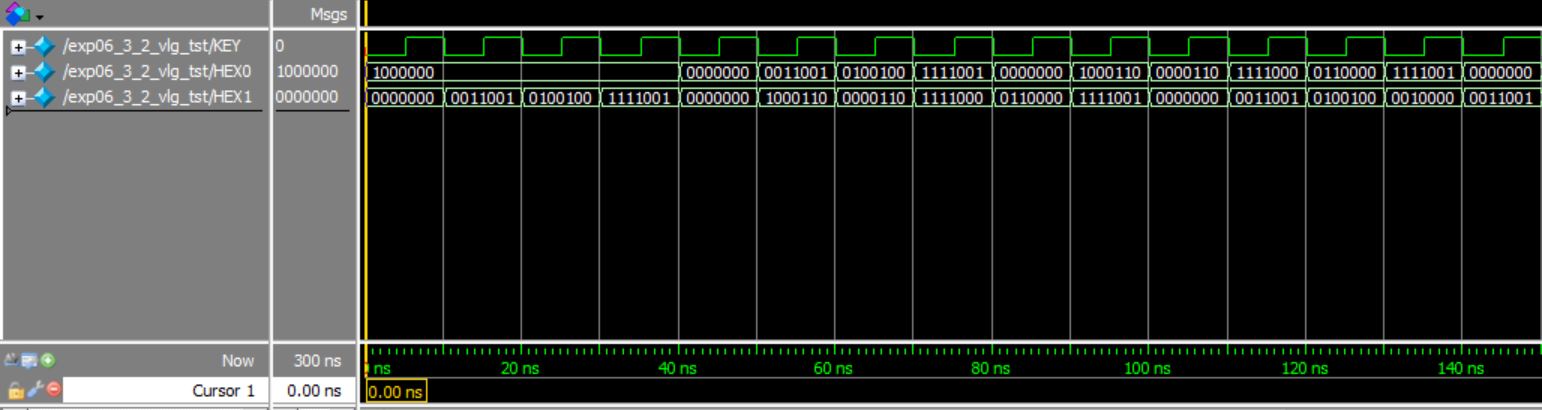 Msgs
/exp06_3_2_vlg_tst/KEY 0
/exp06_3_2_vlg_tst/HEX0 1000000 1000000 0000000 0011001 0100100 1111001 0000000 1000110 0000110 1111000 0110000 1111001 0000000
/exp06_3_2_vlg_tst/HEX1 0000000 0000000 0011001 0100100 1111001 0000000 1000110 0000110 1111000 0110000 1111001 0000000 0011001 0100100 0010000 0011001
Now 300 ns ns 20 ns 40 ns 60 ns 80 ns 100 ns 120 ns 140 ns
Cursor 1 0.00 ns 0.00 ns